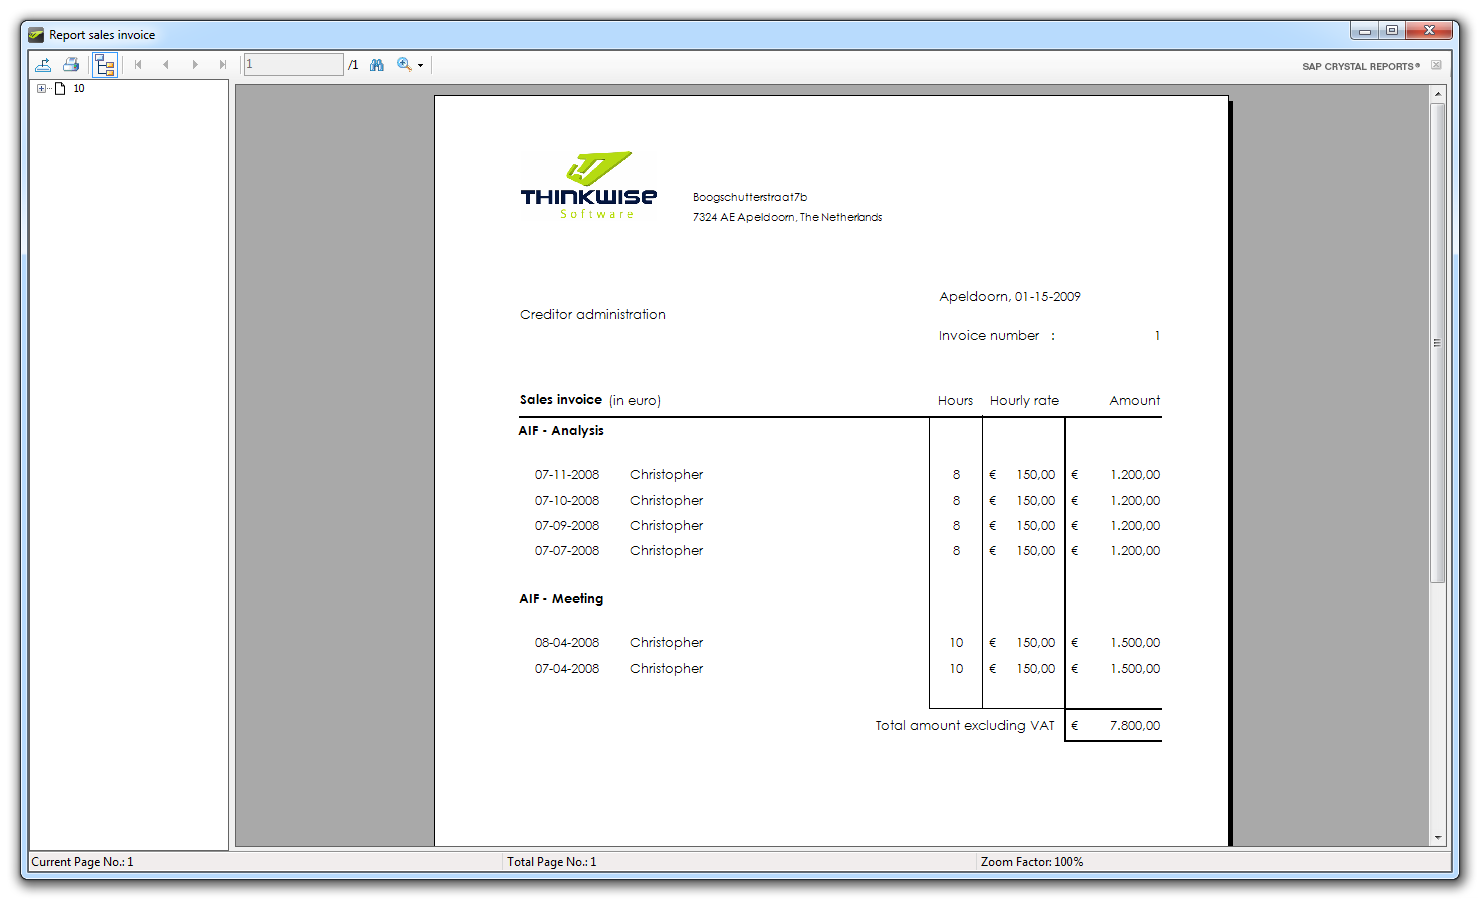 Report sales invoice
1 /1
SAP CRYSTAL REPORTS®
10
THINKWISE
Software
Boogschutterstraat7b
7324 AE Apeldoorn, The Netherlands
Apeldoorn, 01-15-2009
Creditor administration
Invoice number : 1
Sales invoice (in euro) Hours Hourly rate Amount
AIF - Analysis
07-11-2008 Christopher 8 € 150,00 € 1.200,00
07-10-2008 Christopher 8 € 150,00 € 1.200,00
07-09-2008 Christopher 8 € 150,00 € 1.200,00
07-07-2008 Christopher 8 € 150,00 € 1.200,00
AIF - Meeting
08-04-2008 Christopher 10 € 150,00 € 1.500,00
07-04-2008 Christopher 10 € 150,00 € 1.500,00
Total amount excluding VAT € 7.800,00
Current Page No.: 1 Total Page No.: 1 Zoom Factor: 100%